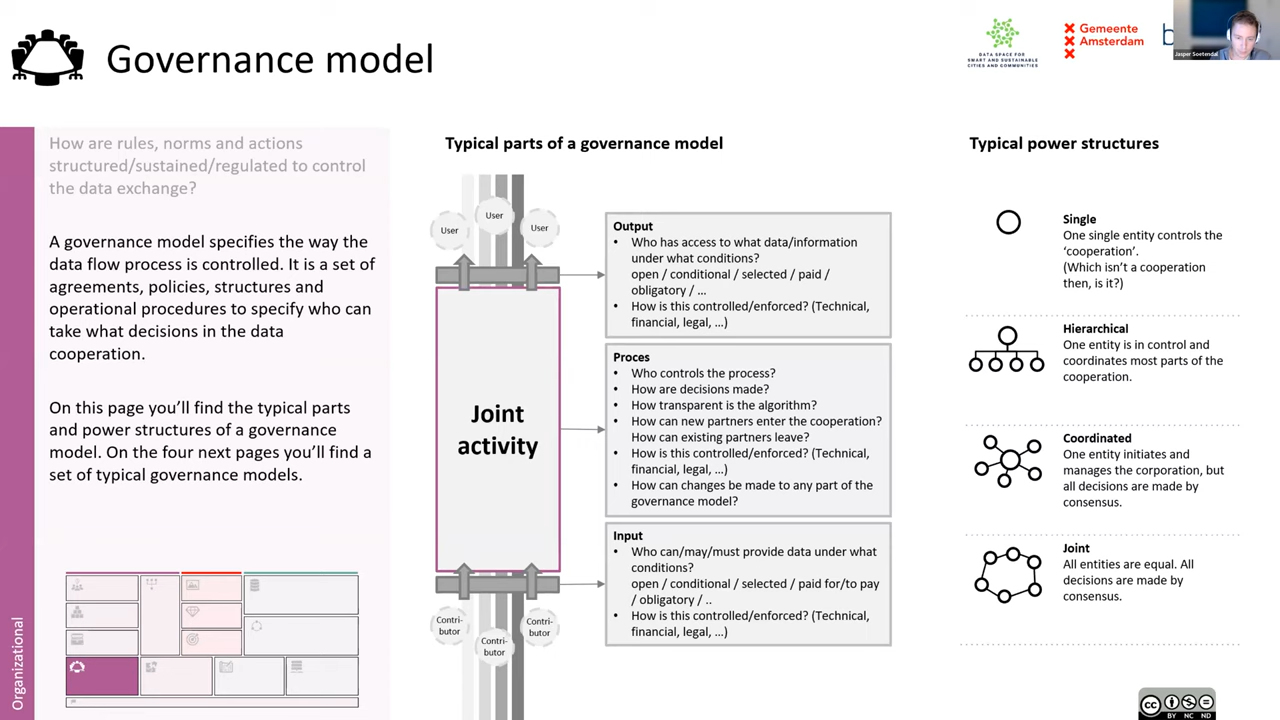 Governance model
DATA SPACE FOR
SMART AND SUSTAINABLE
CITIES AND COMMUNITIES
Gemeente
Amsterdam
b
Jasper Soetendal
How are rules, norms and actions
structured/sustained/regulated to control
the data exchange?
A governance model specifies the way the
data flow process is controlled. It is a set of
agreements, policies, structures and
operational procedures to specify who can
take what decisions in the data
cooperation.
On this page you’ll find the typical parts
and power structures of a governance
model. On the four next pages you’ll find a
set of typical governance models.
Organizational
Typical parts of a governance model
User
User
User
Joint
activity
Contri-
butor
Contri-
butor
Contri-
butor
Output
• Who has access to what data/information
under what conditions?
open / conditional / selected / paid /
obligatory / ...
• How is this controlled/enforced? (Technical,
financial, legal, ...)
Proces
• Who controls the process?
• How are decisions made?
• How transparent is the algorithm?
• How can new partners enter the cooperation?
How can existing partners leave?
• How is this controlled/enforced? (Technical,
financial, legal, ...)
• How can changes be made to any part of the
governance model?
Input
• Who can/may/must provide data under what
conditions?
open / conditional / selected / paid for/to pay
/ obligatory / ..
• How is this controlled/enforced? (Technical,
financial, legal, ...)
Typical power structures
Single
One single entity controls the
‘cooperation’.
(Which isn’t a cooperation
then, is it?)
Hierarchical
One entity is in control and
coordinates most parts of the
cooperation.
Coordinated
One entity initiates and
manages the corporation, but
all decisions are made by
consensus.
Joint
All entities are equal. All
decisions are made by
consensus.
cc
BY NC ND